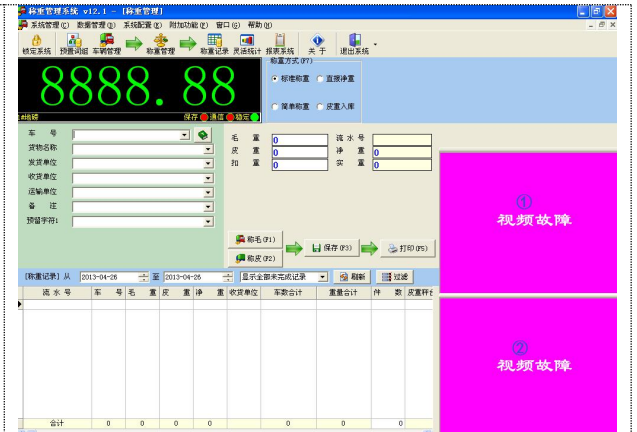 称重管理系统 v12.1 - [称重管理]
系统管理(C) 数据管理(D) 系统配置(E) 附加功能(F) 窗口(G) 帮助(H)
锁定系统 预置词组 车辆管理 称重管理 称重记录 灵活统计 报表系统 关于 退出系统
8888.88
1#地磅 保存 通信 稳定
称重方式(F7)
标准称重 直接净重
简单称重 皮重入库
车 号
货物名称
发货单位
收货单位
运输单位
备 注
预留字符1
毛 重 0 流水号
皮 重 0 净 重 0
扣 重 0 实 重 0
称毛(F1)
称皮(F2)
保存(F3)
打印(F5)
①
视频故障
②
视频故障
[称重记录] 从 2013-04-26 至 2013-04-26 显示全部未完成记录 刷新 过滤
流水号 车 号 毛 重 皮 重 净 重 收货单位 车数合计 重量合计 件 数 皮重秤台
合计 0 0 0 0 0 0 0